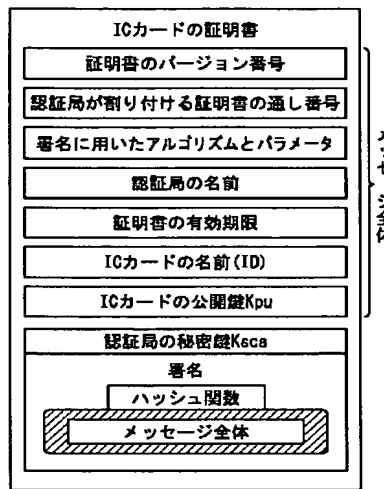 ICカードの証明書
証明書のバージョン番号
認証局が割り付ける証明書の通し番号
署名に用いたアルゴリズムとパラメータ
認証局の名前
証明書の有効期限
ICカードの名前(ID)
ICカードの公開鍵Kpu
メッセージ全体
認証局の秘密鍵Ksca
署名
ハッシュ関数
メッセージ全体